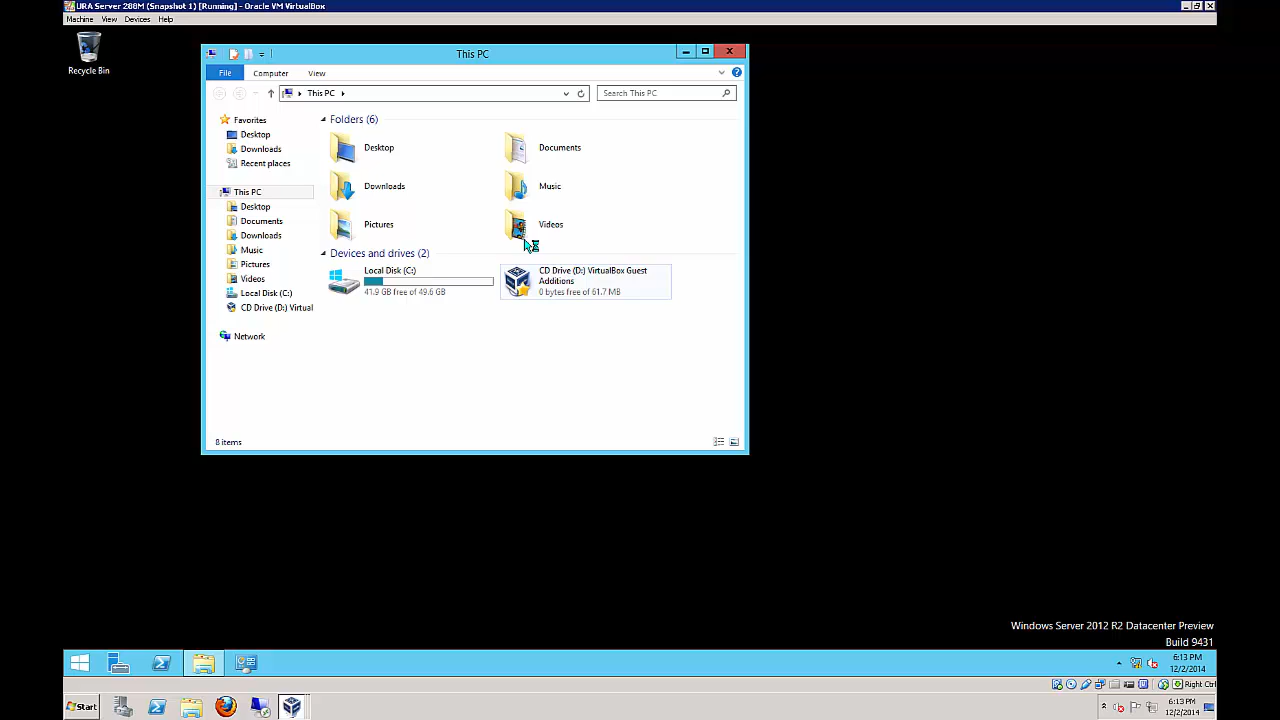 URA Server 288M (Snapshot 1) [Running] - Oracle VM VirtualBox
Machine View Devices Help
Recycle Bin
This PC
File Computer View
This PC
Search This PC
Favorites
Desktop
Downloads
Recent places
This PC
Desktop
Documents
Downloads
Music
Pictures
Videos
Local Disk (C:)
CD Drive (D:) Virtual
Network
Folders (6)
Desktop
Documents
Downloads
Music
Pictures
Videos
Devices and drives (2)
Local Disk (C:)
41.9 GB free of 49.6 GB
CD Drive (D:) VirtualBox Guest
Additions
0 bytes free of 61.7 MB
8 items
Windows Server 2012 R2 Datacenter Preview
Build 9431
6:13 PM
12/2/2014
Right Ctrl
Start
6:13 PM
12/2/2014